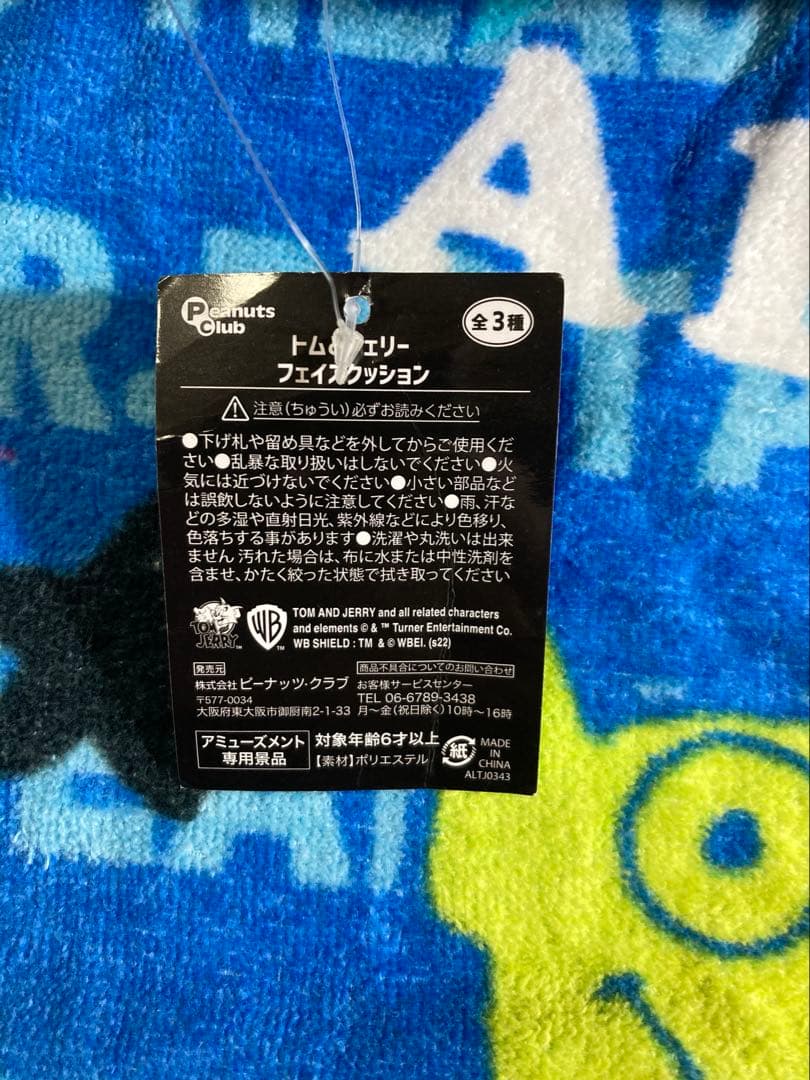 Peanuts
Club
全3種
トム&ジェリー
フェイスクッション
注意(ちゅうい)必ずお読みください
●下げ札や留め具などを外してからご使用くだ
さい●乱暴な取り扱いはしないでください●火
気には近づけないでください●小さい部品など
は誤飲しないように注意してください●雨、汗な
どの多湿や直射日光、紫外線などにより色移り、
色落ちする事があります●洗濯や丸洗いは出来
ません 汚れた場合は、布に水または中性洗剤を
含ませ、かたく絞った状態で拭き取ってください
TOM AND JERRY
WB
TOM AND JERRY and all related characters
and elements © & ™ Turner Entertainment Co.
WB SHIELD : TM & © WBEI. (s22)
発売元
株式会社 ピーナッツ・クラブ
〒577-0034
大阪府東大阪市御厨南2-1-33
商品不具合についてのお問い合わせ
お客様サービスセンター
TEL 06-6789-3438
月〜金(祝日除く)10時〜16時
アミューズメント
専用景品
対象年齢6才以上
【素材】ポリエステル
紙
MADE
IN
CHINA
ALTJ0343